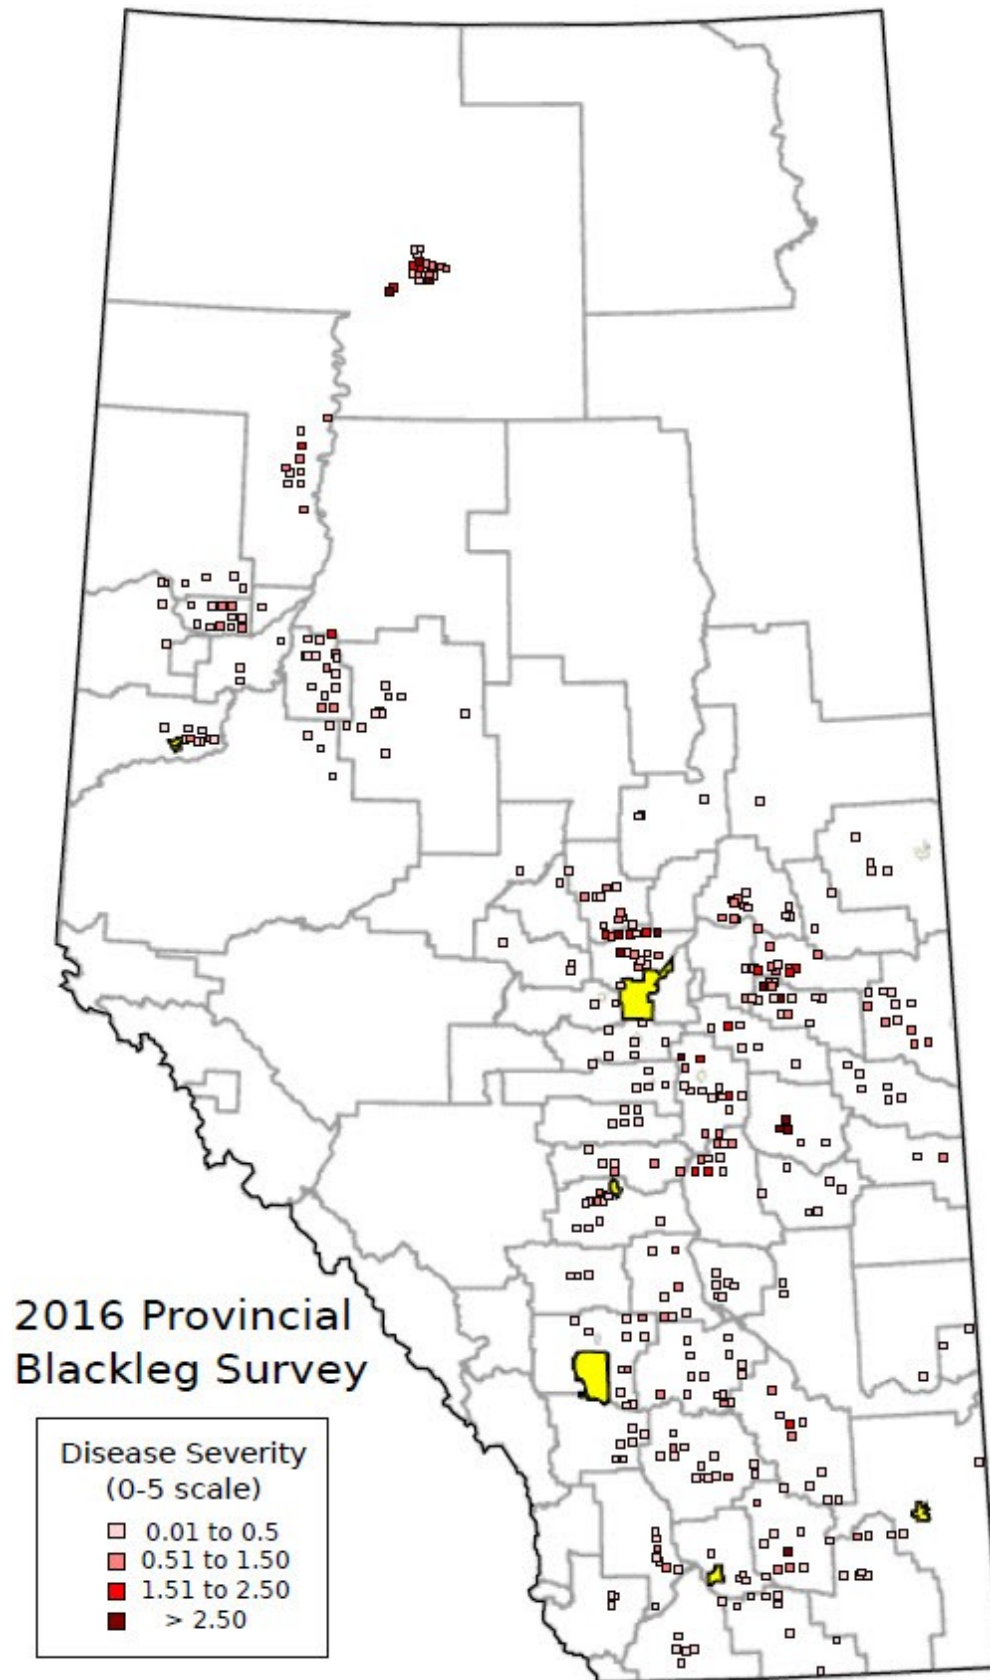 2016 Provincial
Blackleg Survey
Disease Severity
(0-5 scale)
0.01 to 0.5
0.51 to 1.50
1.51 to 2.50
> 2.50